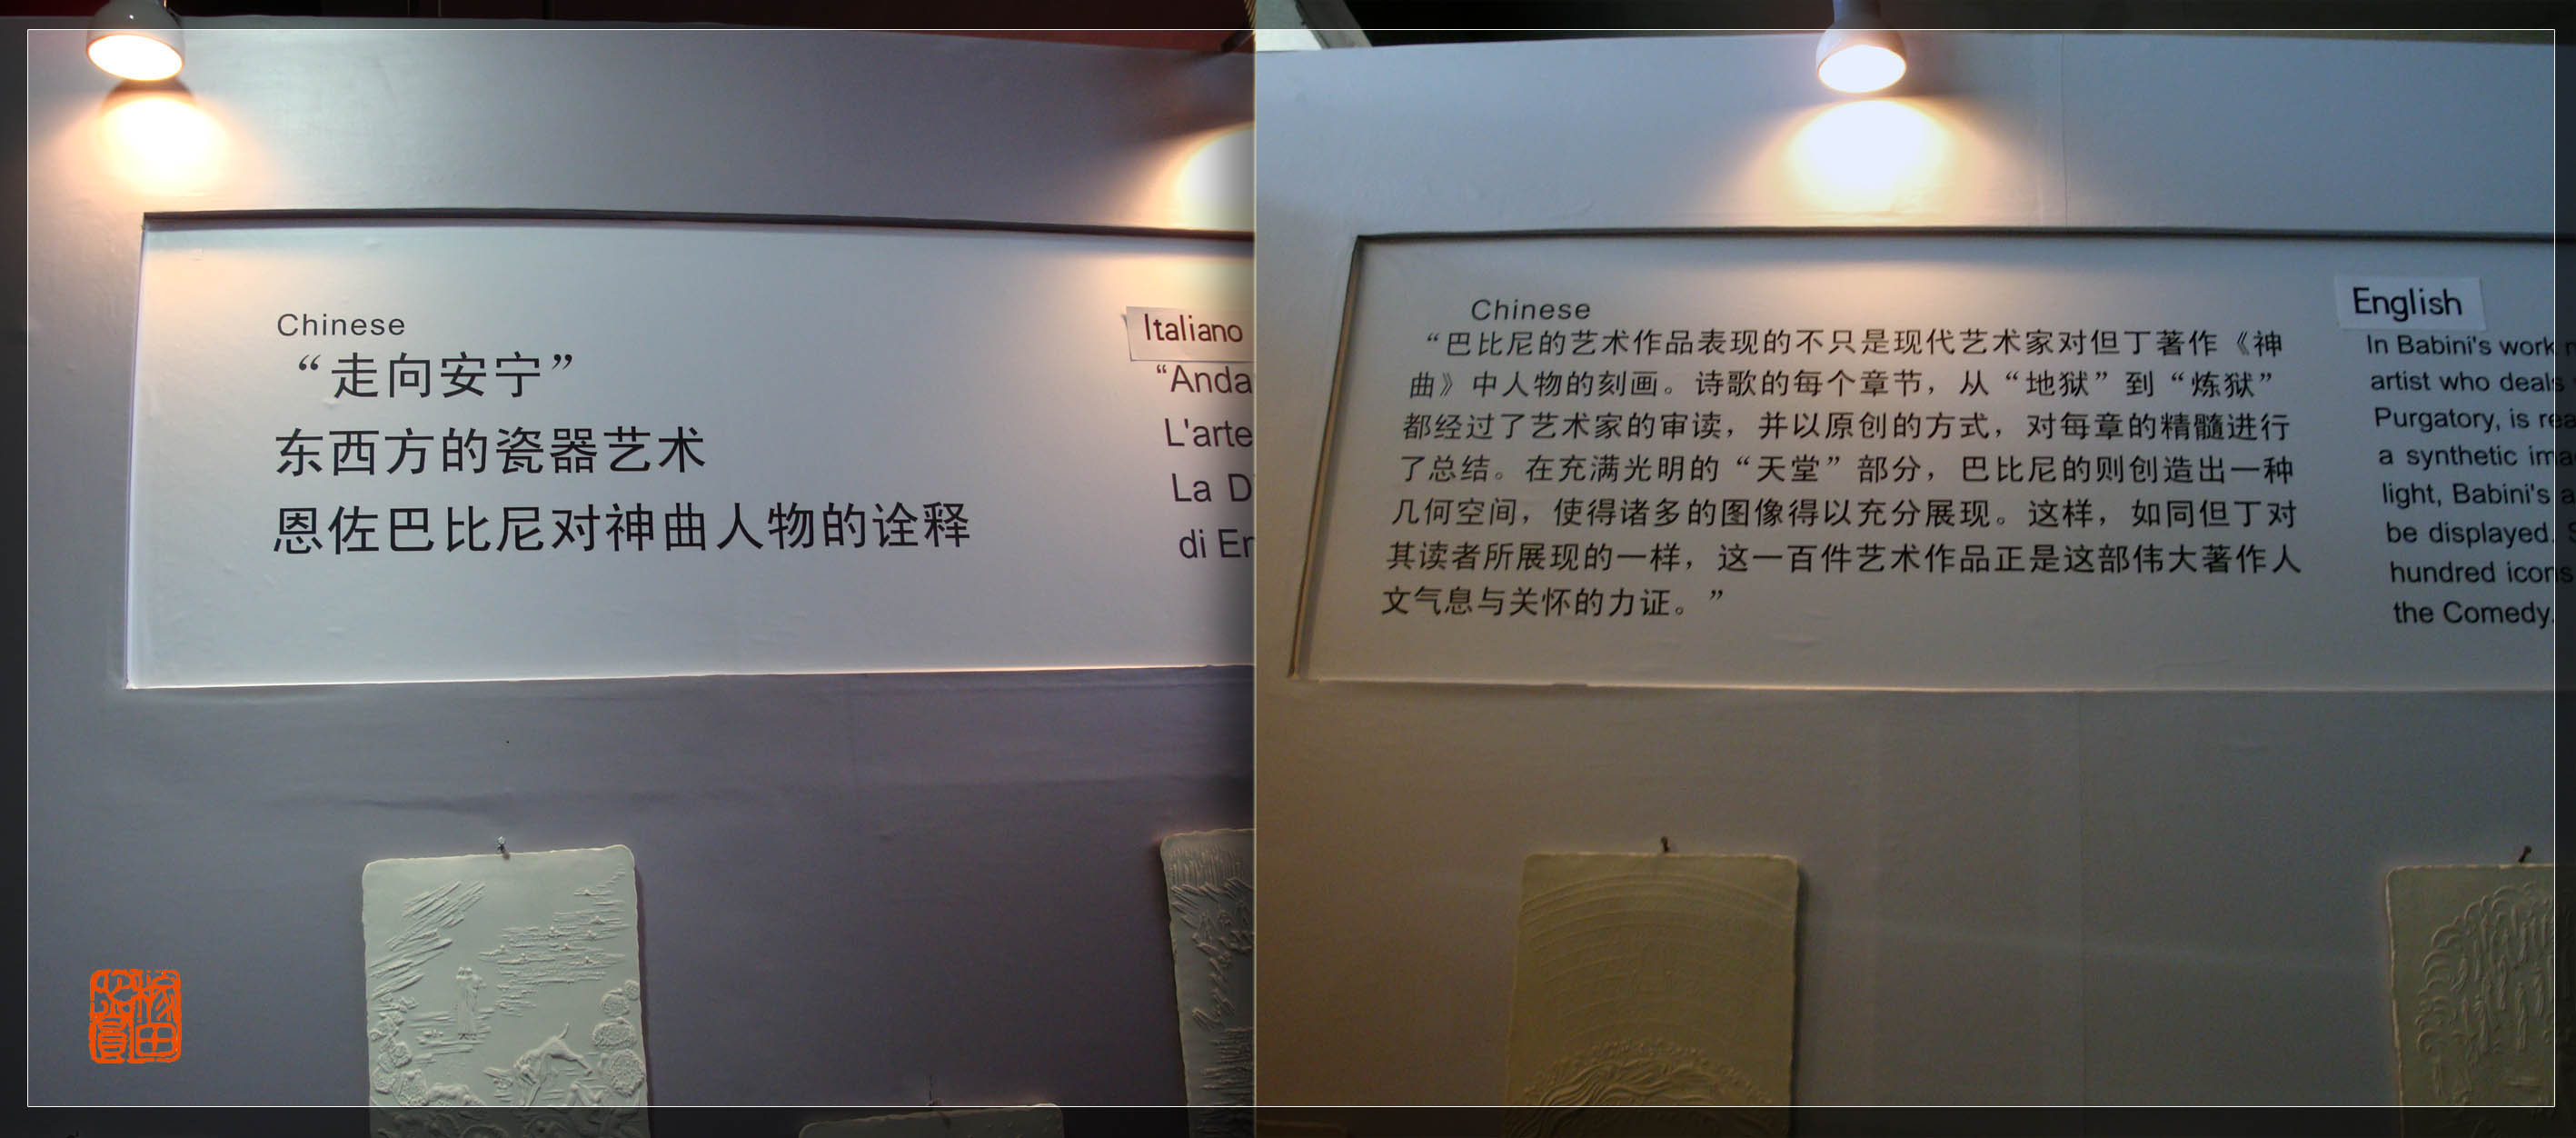 Chinese
“走向安宁”
东西方的瓷器艺术
恩佐巴比尼对神曲人物的诠释
Italiano
“Anda
L'arte
La D
di Er
Chinese
“巴比尼的艺术作品表现的不只是现代艺术家对但丁著作《神
曲》中人物的刻画。诗歌的每个章节，从“地狱”到“炼狱”
都经过了艺术家的审读，并以原创的方式，对每章的精髓进行
了总结。在充满光明的“天堂”部分，巴比尼的则创造出一种
几何空间，使得诸多的图像得以充分展现。这样，如同但丁对
其读者所展现的一样，这一百件艺术作品正是这部伟大著作人
文气息与关怀的力证。”
English
In Babini's work
artist who deals
Purgatory, is rea
a synthetic ima
light, Babini's a
be displayed. S
hundred icons
the Comedy.